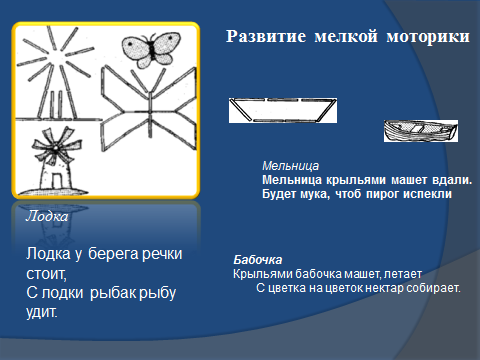 Развитие мелкой моторики
Мельница
Мельница крыльями машет вдали.
Будет мука, чтоб пирог испекли
Лодка
Лодка у берега речки
стоит,
С лодки рыбак рыбу
удит.
Бабочка
Крыльями бабочка машет, летает
С цветка на цветок нектар собирает.